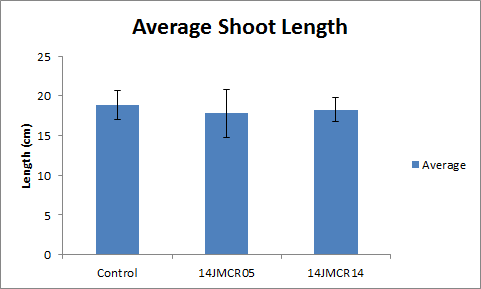 Average Shoot Length
25
20
15
10
5
0
Length (cm)
Control
14JMCR05
14JMCR14
Average